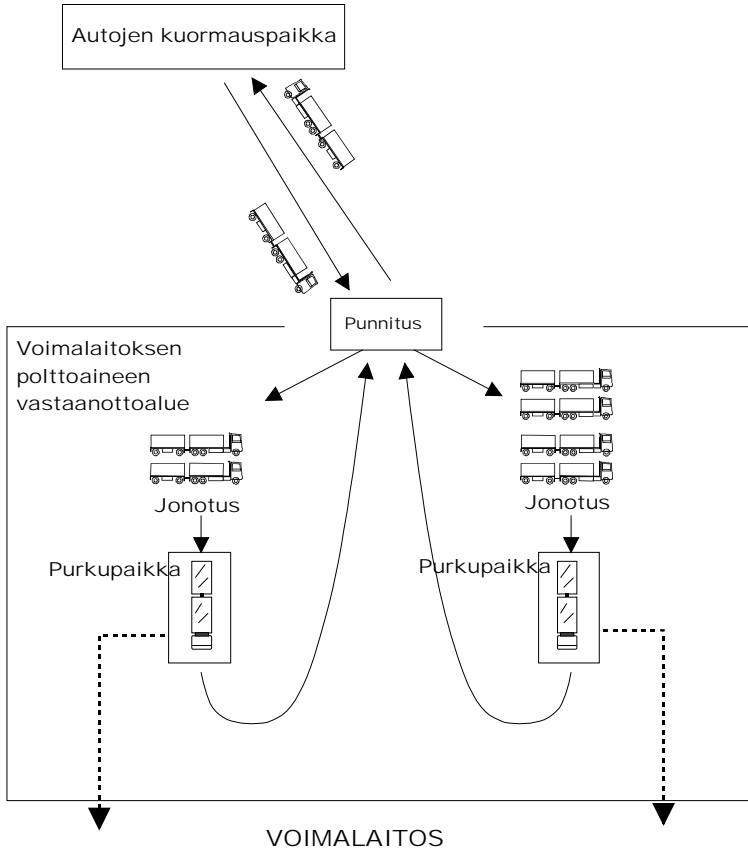 Autojen kuormauspaikka
Punnitus
Voimalaitoksen
polttoaineen
vastaanottoalue
Jonotus
Jonotus
Purkupaikka
Purkupaikka
VOIMALAITOS